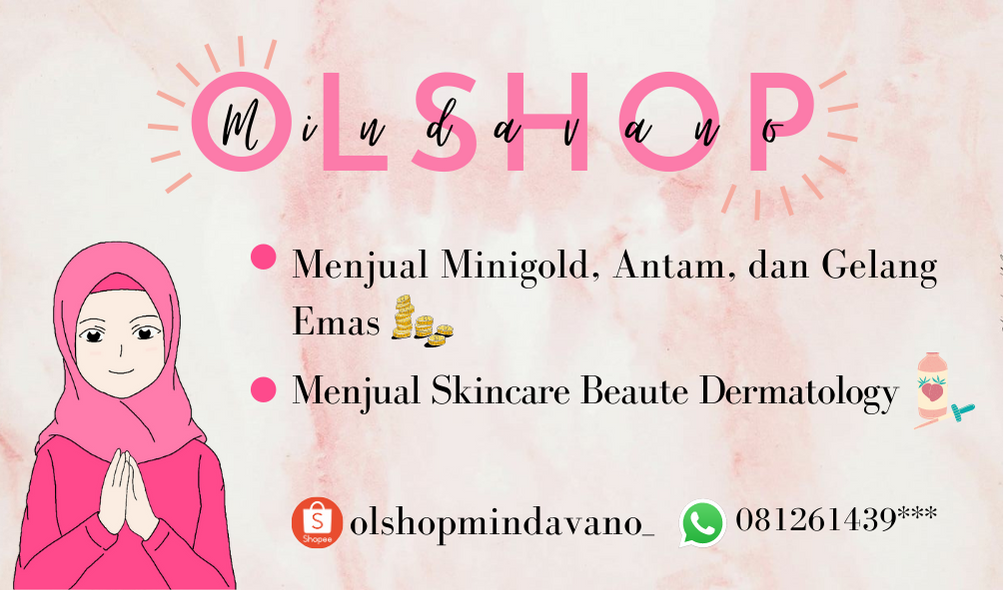 OLSHOP
Mindavano
Menjual Minigold, Antam, dan Gelang
Emas
Menjual Skincare Beaute Dermatology
Shopee
olshopmindavano_
081261439***